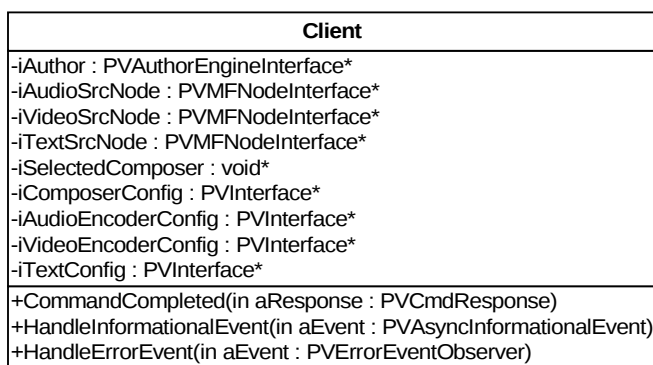 Client
-iAuthor : PVAuthorEngineInterface*
-iAudioSrcNode : PVMFNodeInterface*
-iVideoSrcNode : PVMFNodeInterface*
-iTextSrcNode : PVMFNodeInterface*
-iSelectedComposer : void*
-iComposerConfig : PVInterface*
-iAudioEncoderConfig : PVInterface*
-iVideoEncoderConfig : PVInterface*
-iTextConfig : PVInterface*
+CommandCompleted(in aResponse : PVCmdResponse)
+HandleInformationalEvent(in aEvent : PVAsyncInformationalEvent)
+HandleErrorEvent(in aEvent : PVErrorEventObserver)